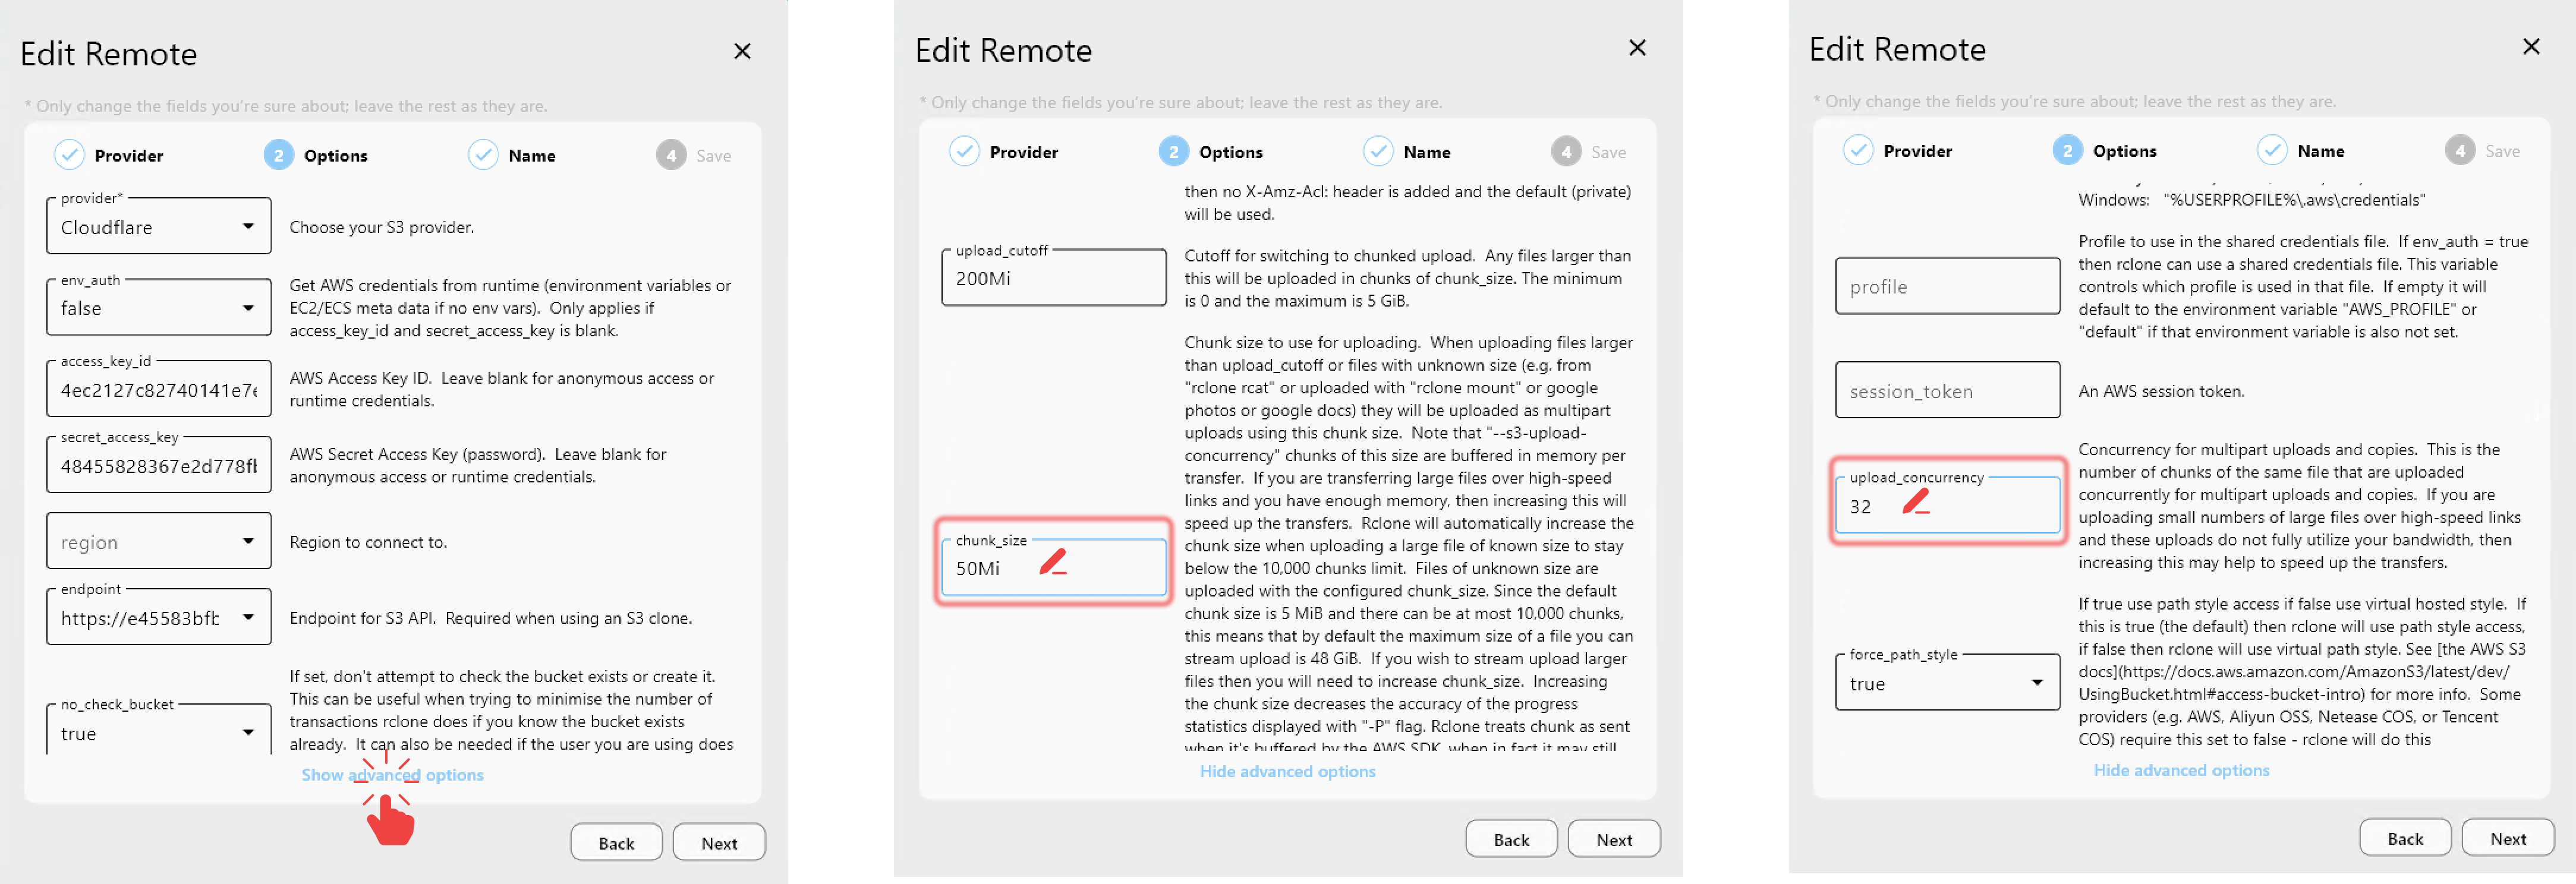 Edit Remote
* Only change the fields you're sure about; leave the rest as they are.
Provider
2 Options
Name
4 Save
provider*
Cloudflare
Choose your S3 provider.
env_auth
false
Get AWS credentials from runtime (environment variables or
EC2/ECS meta data if no env vars). Only applies if
access_key_id and secret_access_key is blank.
access_key_id
4ec2127c82740141e7e
AWS Access Key ID. Leave blank for anonymous access or
runtime credentials.
secret_access_key
48455828367e2d778f
AWS Secret Access Key (password). Leave blank for
anonymous access or runtime credentials.
region
Region to connect to.
endpoint
https://e45583bfb
Endpoint for S3 API. Required when using an S3 clone.
no_check_bucket
true
If set, don't attempt to check the bucket exists or create it.
This can be useful when trying to minimise the number of
transactions rclone does if you know the bucket exists
already. It can also be needed if the user you are using does
Show advanced options
Back
Next
Edit Remote
* Only change the fields you're sure about; leave the rest as they are.
Provider
2 Options
Name
4 Save
then no X-Amz-Acl: header is added and the default (private)
will be used.
upload_cutoff
200Mi
Cutoff for switching to chunked upload. Any files larger than
this will be uploaded in chunks of chunk_size. The minimum
is 0 and the maximum is 5 GiB.
chunk_size
50Mi
Chunk size to use for uploading. When uploading files larger
than upload_cutoff or files with unknown size (e.g. from
"rclone rcat" or uploaded with "rclone mount" or google
photos or google docs) they will be uploaded as multipart
uploads using this chunk size. Note that "--s3-upload-
concurrency" chunks of this size are buffered in memory per
transfer. If you are transferring large files over high-speed
links and you have enough memory, then increasing this will
speed up the transfers. Rclone will automatically increase the
chunk size when uploading a large file of known size to stay
below the 10,000 chunks limit. Files of unknown size are
uploaded with the configured chunk_size. Since the default
chunk size is 5 MiB and there can be at most 10,000 chunks,
this means that by default the maximum size of a file you can
stream upload is 48 GiB. If you wish to stream upload larger
files then you will need to increase chunk_size. Increasing
the chunk size decreases the accuracy of the progress
statistics displayed with "-P" flag. Rclone treats chunk as sent
when it's buffered by the AWS SDK, when in fact it may still
Hide advanced options
Back
Next
Edit Remote
* Only change the fields you're sure about; leave the rest as they are.
Provider
2 Options
Name
4 Save
Windows: "%USERPROFILE%\.aws\credentials"
profile
Profile to use in the shared credentials file. If env_auth = true
then rclone can use a shared credentials file. This variable
controls which profile is used in that file. If empty it will
default to the environment variable "AWS_PROFILE" or
"default" if that environment variable is also not set.
session_token
An AWS session token.
upload_concurrency
32
Concurrency for multipart uploads and copies. This is the
number of chunks of the same file that are uploaded
concurrently for multipart uploads and copies. If you are
uploading small numbers of large files over high-speed links
and these uploads do not fully utilize your bandwidth, then
increasing this may help to speed up the transfers.
force_path_style
true
If true use path style access if false use virtual hosted style. If
this is true (the default) then rclone will use path style access,
if false then rclone will use virtual path style. See [the AWS S3
docs](https://docs.aws.amazon.com/AmazonS3/latest/dev/
UsingBucket.html#access-bucket-intro) for more info. Some
providers (e.g. AWS, Aliyun OSS, Netease COS, or Tencent
COS) require this set to false - rclone will do this
Hide advanced options
Back
Next